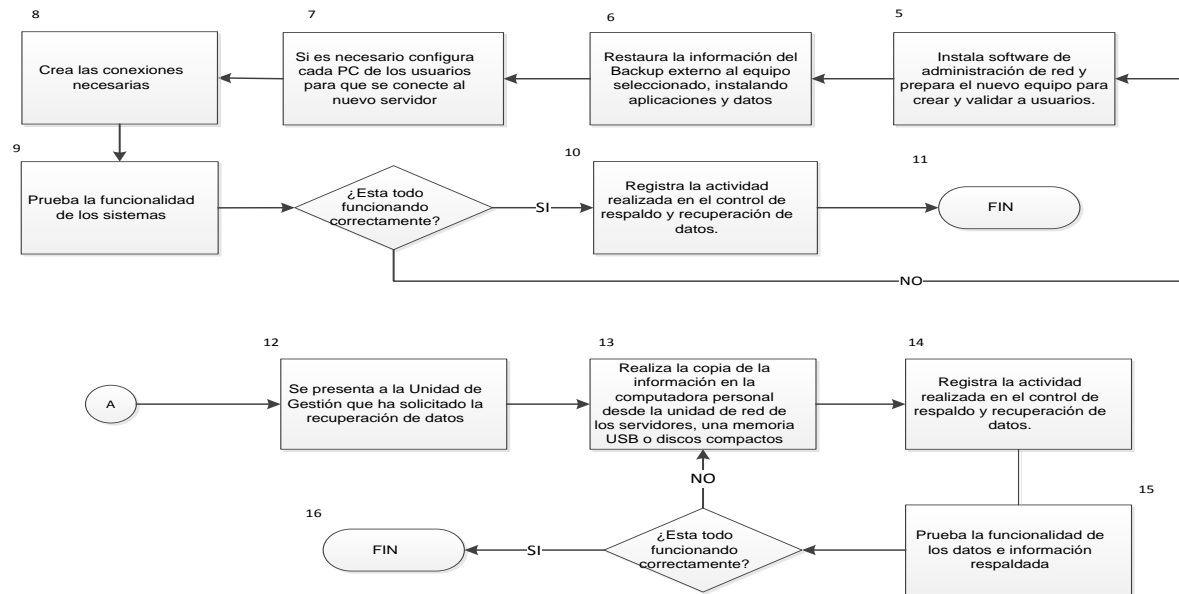 8
7
6
5
Crea las conexiones
necesarias
Si es necesario configura
cada PC de los usuarios
para que se conecte al
nuevo servidor
Restaura la información del
Backup externo al equipo
seleccionado, instalando
aplicaciones y datos
Instala software de
administración de red y
prepara el nuevo equipo para
crear y validar a usuarios.
9
10
11
Prueba la funcionalidad
de los sistemas
¿Esta todo
funcionando
correctamente?
SI
Registra la actividad
realizada en el control de
respaldo y recuperación de
datos.
FIN
NO
12
13
14
A
Se presenta a la Unidad de
Gestión que ha solicitado la
recuperación de datos
Realiza la copia de la
información en la
computadora personal
desde la unidad de red de
los servidores, una memoria
USB o discos compactos
Registra la actividad
realizada en el control de
respaldo y recuperación de
datos.
NO
15
16
FIN
SI
¿Esta todo
funcionando
correctamente?
Prueba la funcionalidad de
los datos e información
respaldada